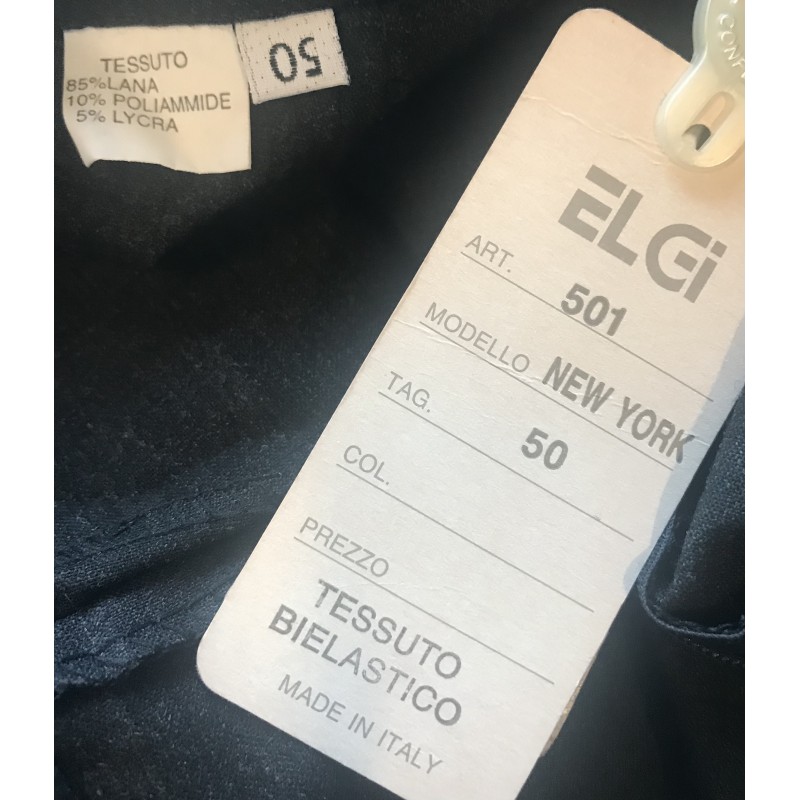 TESSUTO
85% LANA
10% POLIAMMIDE
5% LYCRA
50
ELGi
ART. 501
MODELLO NEW YORK
TAG. 50
COL.
PREZZO
TESSUTO
BIELASTICO
MADE IN ITALY